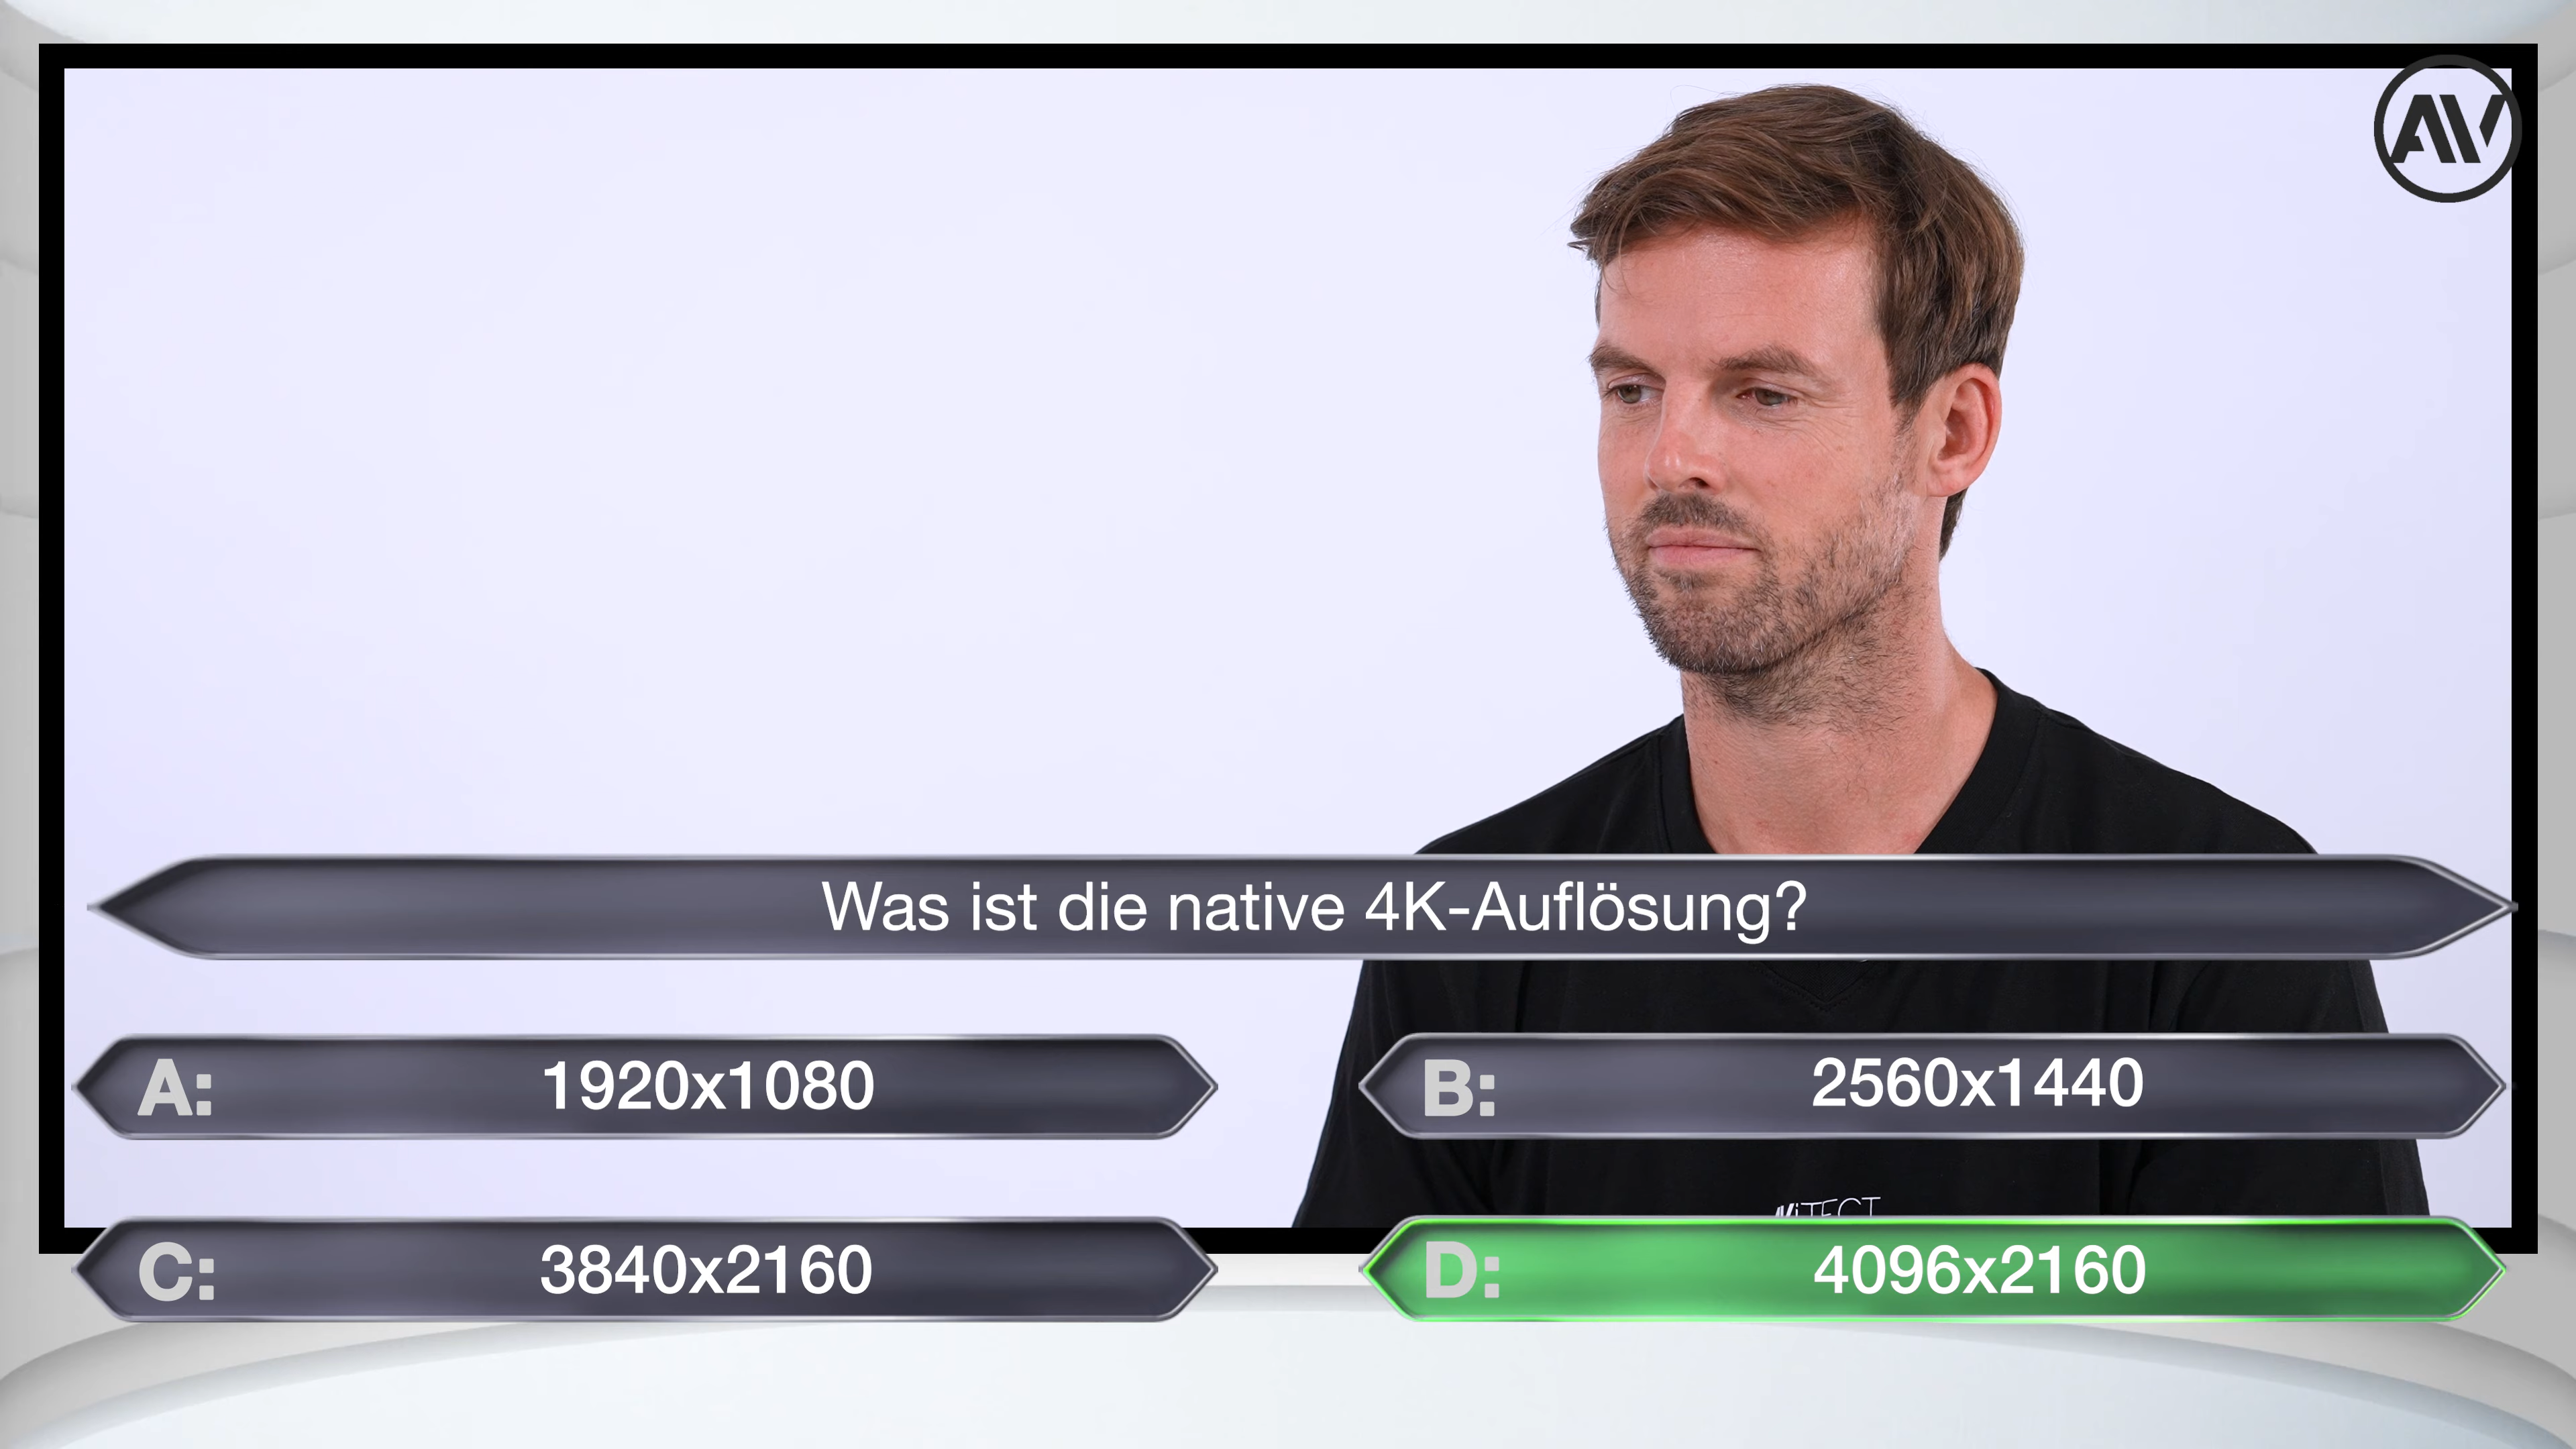 AV
Was ist die native 4K-Auflösung?
A: 1920x1080
B: 2560x1440
C: 3840x2160
D: 4096x2160